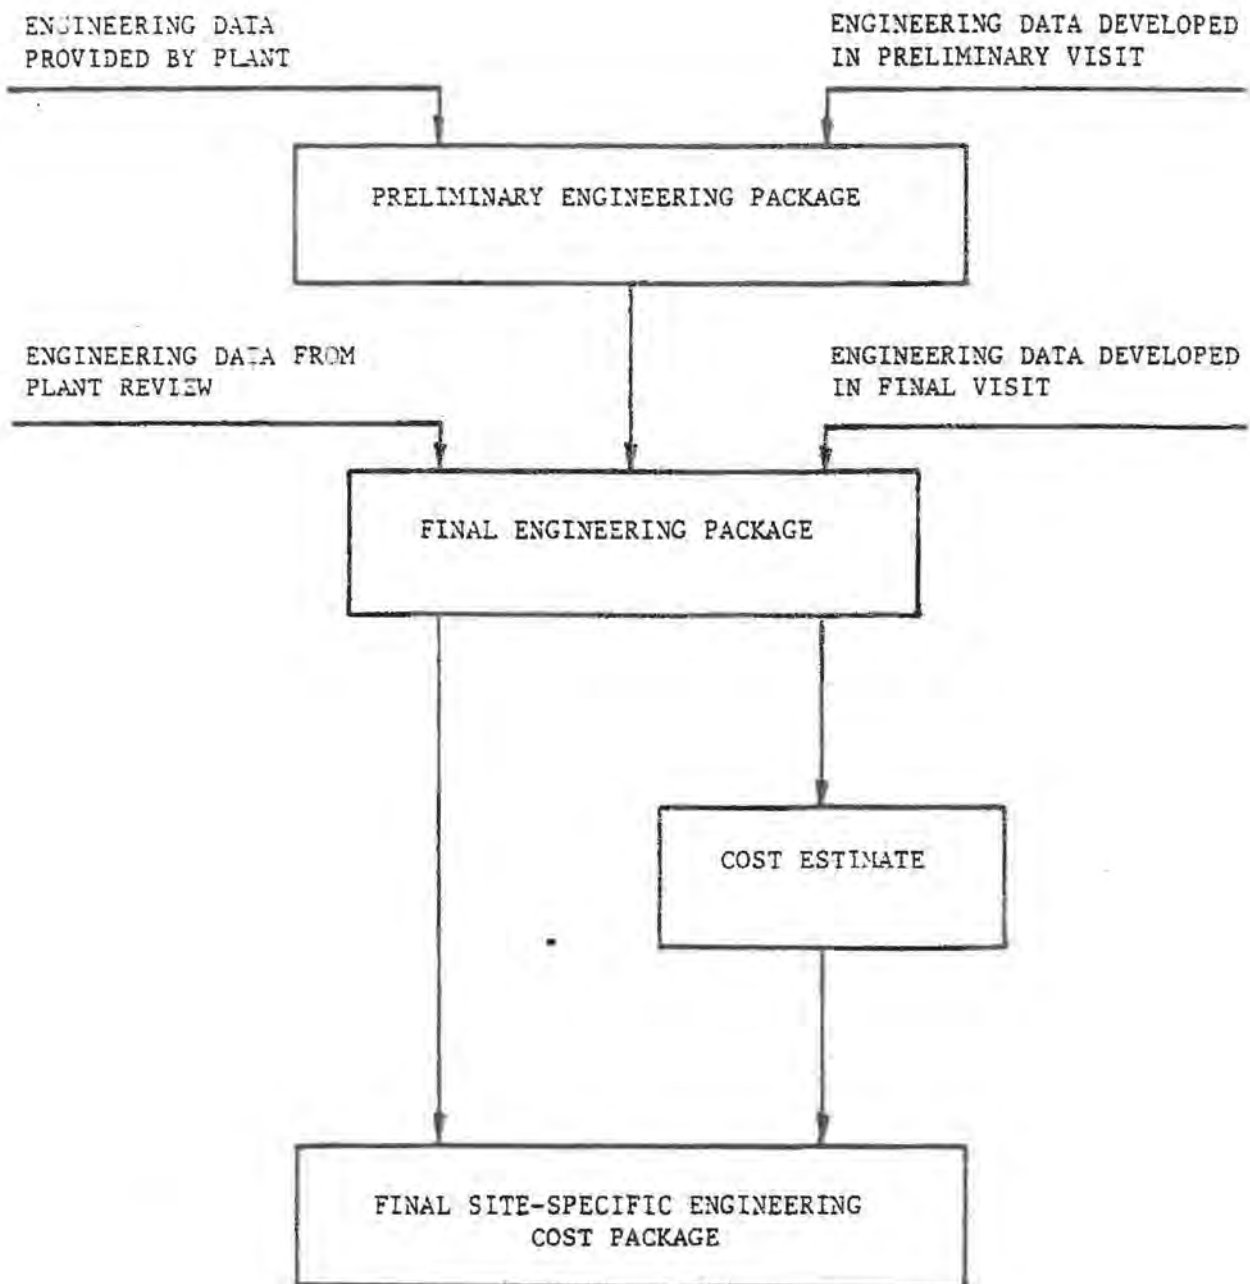 ENGINEERING DATA
PROVIDED BY PLANT
ENGINEERING DATA DEVELOPED
IN PRELIMINARY VISIT
PRELIMINARY ENGINEERING PACKAGE
ENGINEERING DATA FROM
PLANT REVIEW
ENGINEERING DATA DEVELOPED
IN FINAL VISIT
FINAL ENGINEERING PACKAGE
COST ESTIMATE
FINAL SITE-SPECIFIC ENGINEERING
COST PACKAGE